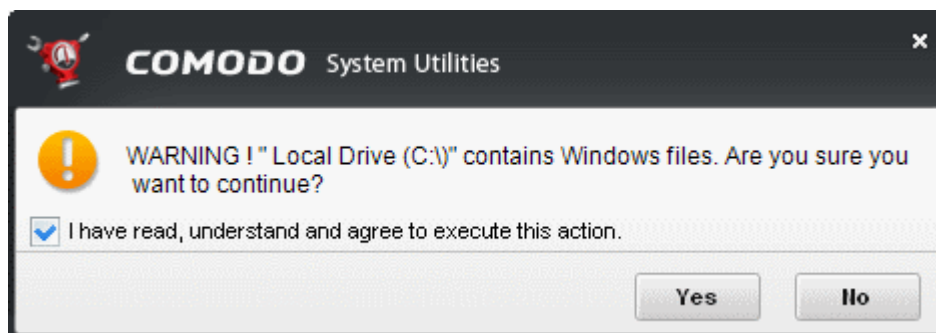 COMODO System Utilities
WARNING ! " Local Drive (C:\)" contains Windows files. Are you sure you
want to continue?
I have read, understand and agree to execute this action.
Yes No